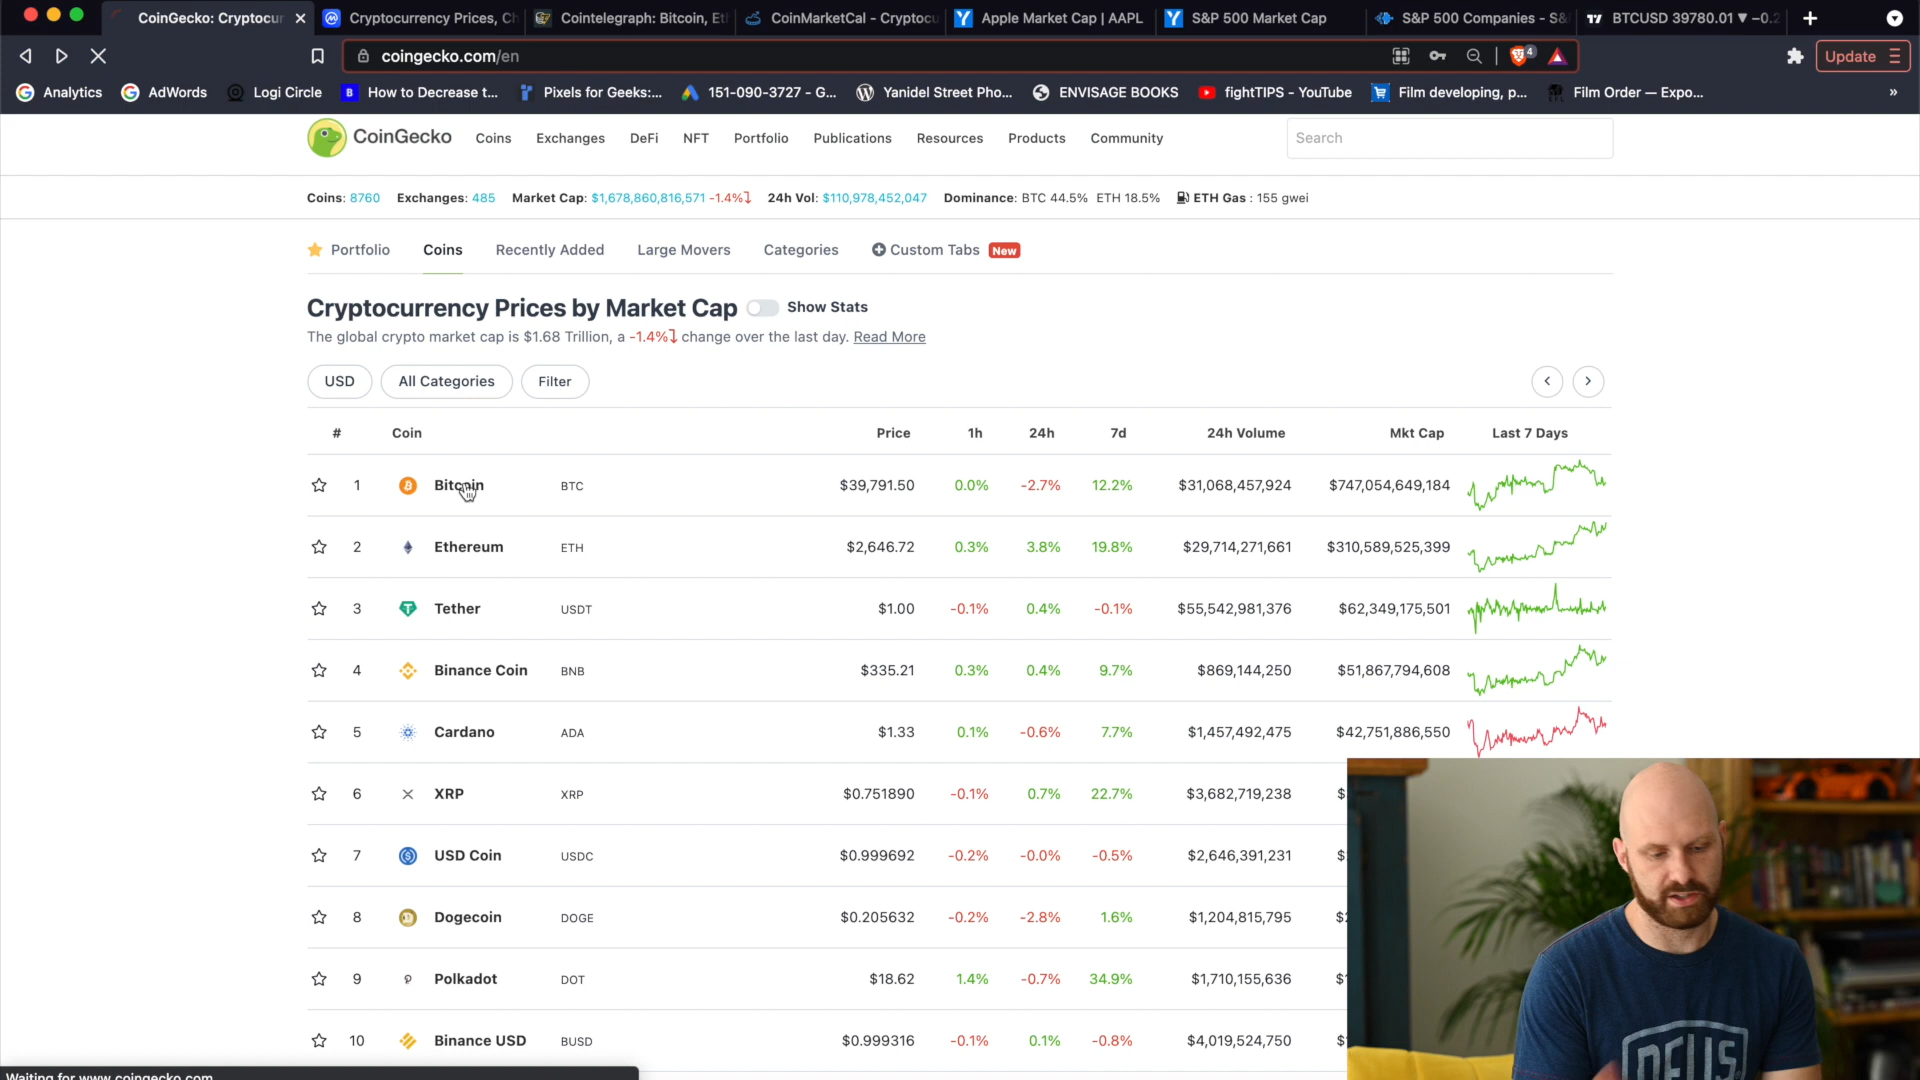 CoinGecko: Cryptocur
Cryptocurrency Prices, Ch
Cointelegraph: Bitcoin, Et
CoinMarketCal - Cryptocu
Apple Market Cap | AAPL
S&P 500 Market Cap
S&P 500 Companies - S&
BTCUSD 39780.01 ▼ −0.2
coingecko.com/en
4
Update
Analytics
AdWords
Logi Circle
How to Decrease t...
Pixels for Geeks:...
151-090-3727 - G...
Yanidel Street Pho...
ENVISAGE BOOKS
fightTIPS - YouTube
Film developing, p...
Film Order — Expo...
»
CoinGecko
Coins
Exchanges
DeFi
NFT
Portfolio
Publications
Resources
Products
Community
Search
Coins: 8760 Exchanges: 485 Market Cap: $1,678,860,816,571 -1.4% 24h Vol: $110,978,452,047 Dominance: BTC 44.5% ETH 18.5% ETH Gas : 155 gwei
Portfolio Coins Recently Added Large Movers Categories Custom Tabs New
Cryptocurrency Prices by Market Cap Show Stats
The global crypto market cap is $1.68 Trillion, a -1.4% change over the last day. Read More
USD All Categories Filter
# Coin Price 1h 24h 7d 24h Volume Mkt Cap Last 7 Days
1 Bitcoin BTC $39,791.50 0.0% -2.7% 12.2% $31,068,457,924 $747,054,649,184
2 Ethereum ETH $2,646.72 0.3% 3.8% 19.8% $29,714,271,661 $310,589,525,399
3 Tether USDT $1.00 -0.1% 0.4% -0.1% $55,542,981,376 $62,349,175,501
4 Binance Coin BNB $335.21 0.3% 0.4% 9.7% $869,144,250 $51,867,794,608
5 Cardano ADA $1.33 0.1% -0.6% 7.7% $1,457,492,475 $42,751,886,550
6 XRP XRP $0.751890 -0.1% 0.7% 22.7% $3,682,719,238 $
7 USD Coin USDC $0.999692 -0.2% -0.0% -0.5% $2,646,391,231 $
8 Dogecoin DOGE $0.205632 -0.2% -2.8% 1.6% $1,204,815,795 $
9 Polkadot DOT $18.62 1.4% -0.7% 34.9% $1,710,155,636 $
10 Binance USD BUSD $0.999316 -0.1% 0.1% -0.8% $4,019,524,750 $
Waiting for www.coingecko.com
DEUS